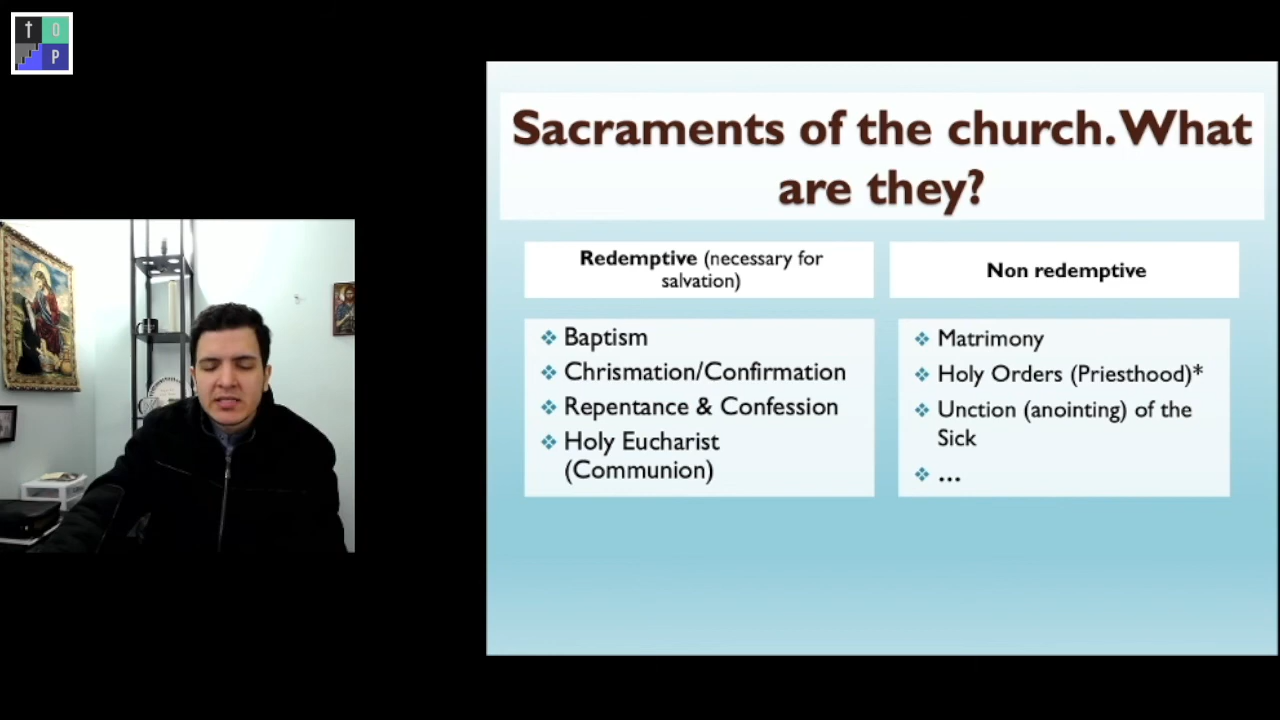 † O
P
Sacraments of the church. What
are they?
Redemptive (necessary for
salvation)
Non redemptive
❖ Baptism
❖ Chrismation/Confirmation
❖ Repentance & Confession
❖ Holy Eucharist
(Communion)
❖ Matrimony
❖ Holy Orders (Priesthood)*
❖ Unction (anointing) of the
Sick
❖ ...